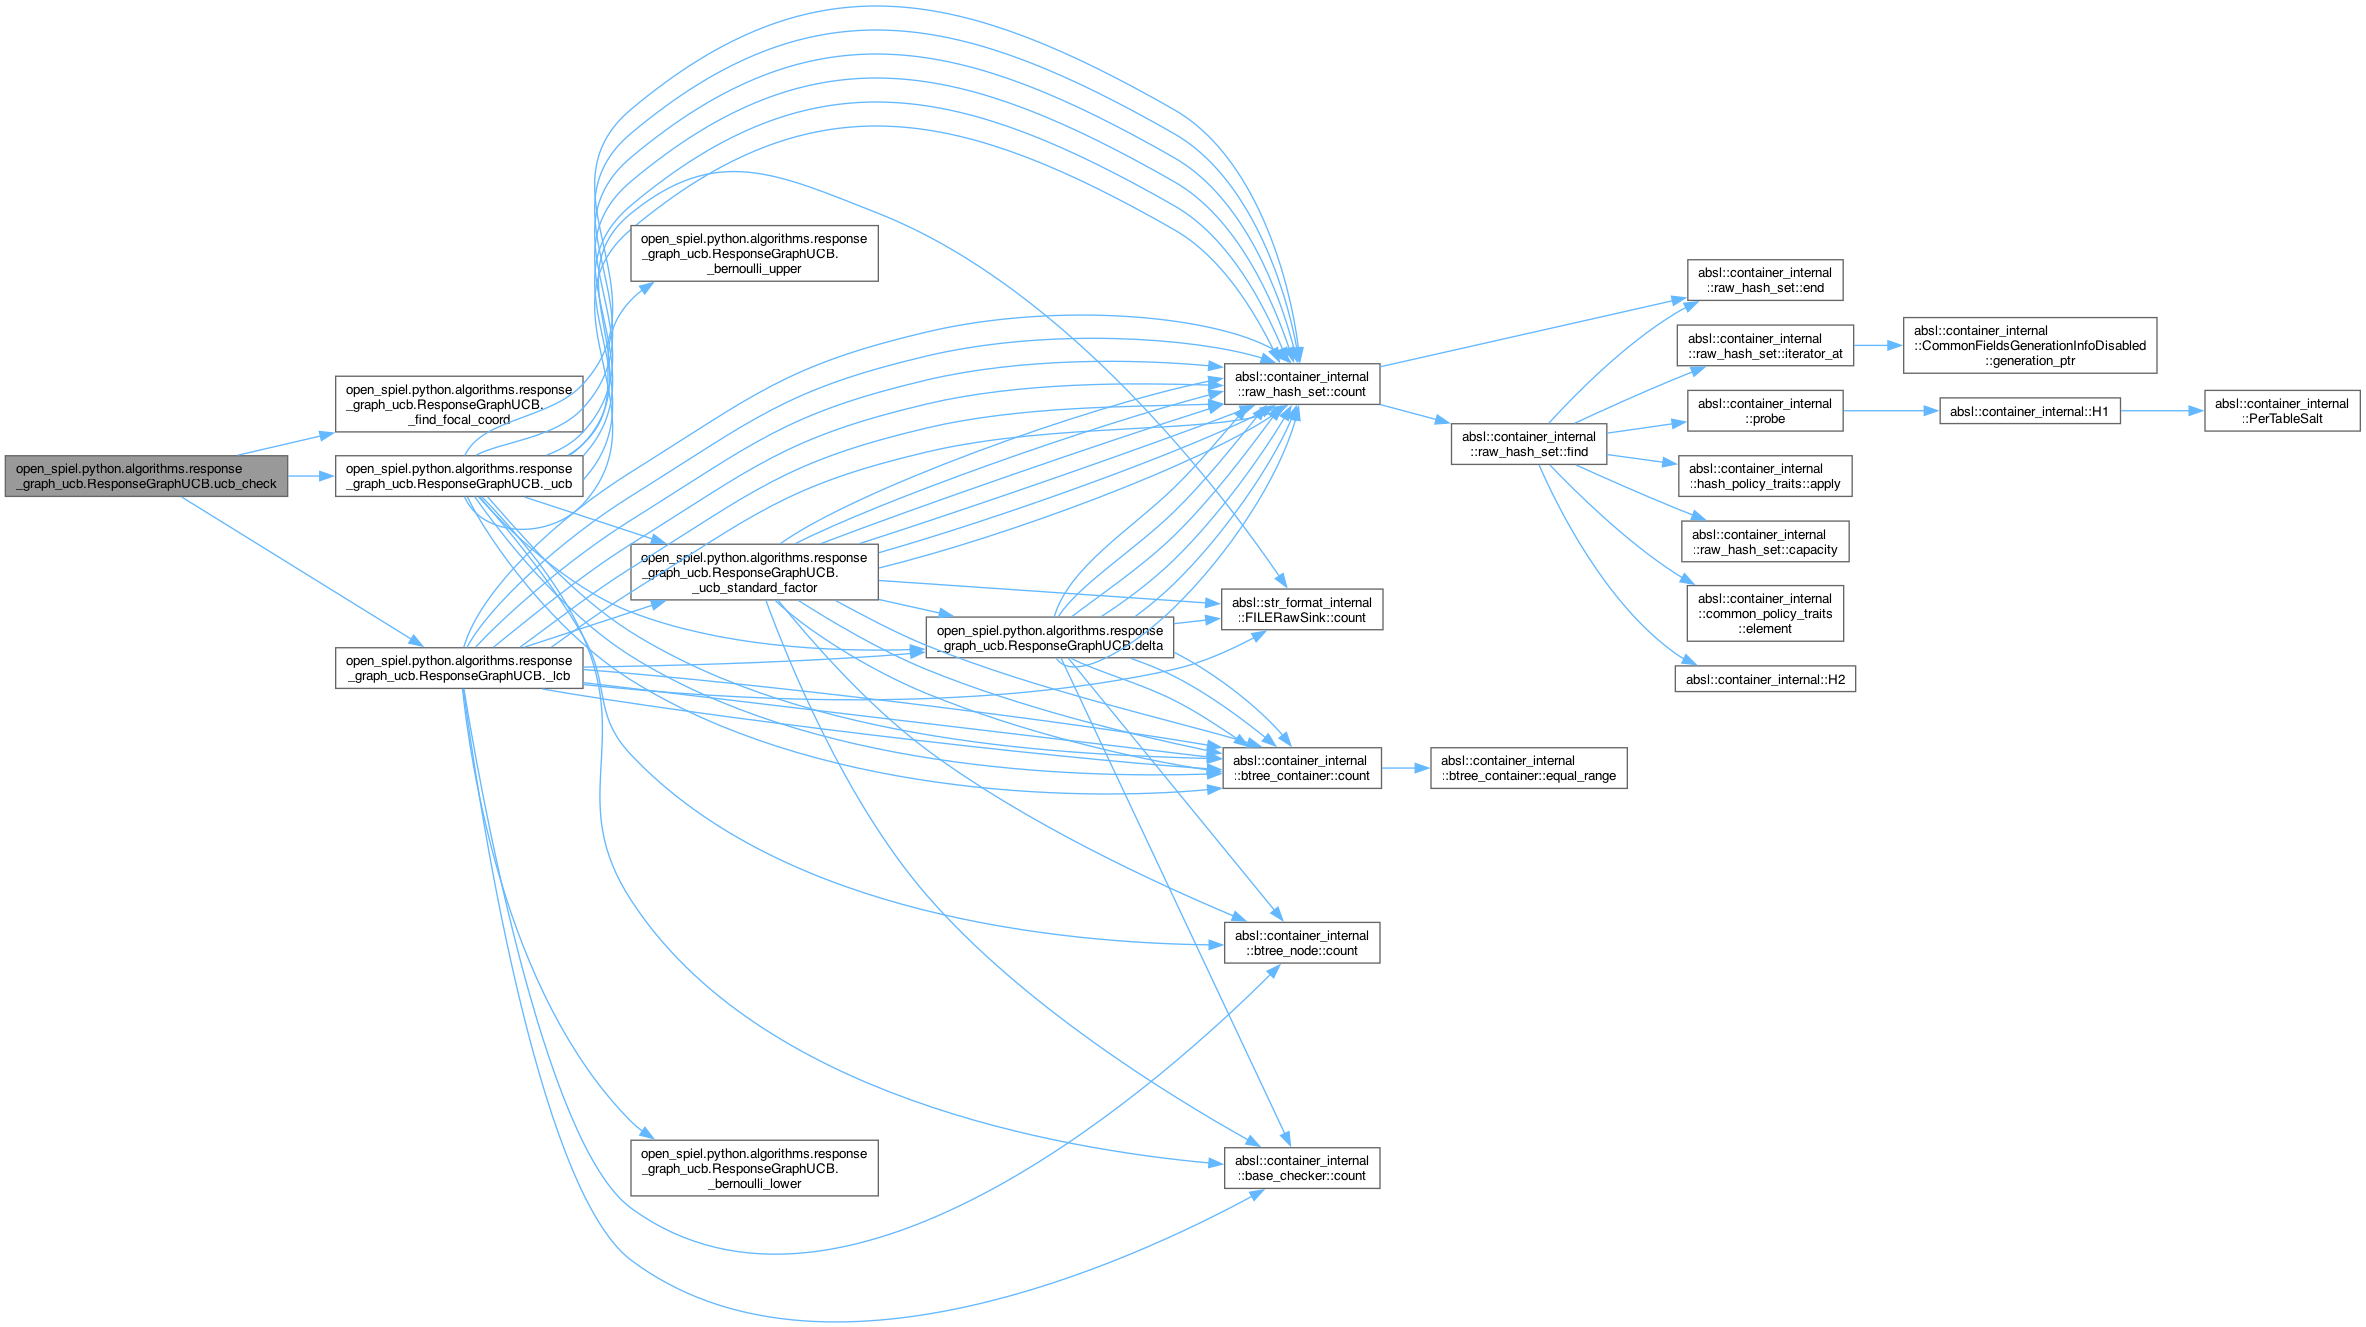 open_spiel.python.algorithms.response
_graph_ucb.ResponseGraphUCB.ucb_check
open_spiel.python.algorithms.response
_graph_ucb.ResponseGraphUCB.
_find_focal_coord
open_spiel.python.algorithms.response
_graph_ucb.ResponseGraphUCB._ucb
open_spiel.python.algorithms.response
_graph_ucb.ResponseGraphUCB._lcb
open_spiel.python.algorithms.response
_graph_ucb.ResponseGraphUCB.
_bernoulli_upper
open_spiel.python.algorithms.response
_graph_ucb.ResponseGraphUCB.
_ucb_standard_factor
open_spiel.python.algorithms.response
_graph_ucb.ResponseGraphUCB.
_bernoulli_lower
open_spiel.python.algorithms.response
_graph_ucb.ResponseGraphUCB.delta
absl::container_internal
::raw_hash_set::count
absl::str_format_internal
::FILERawSink::count
absl::container_internal
::btree_container::count
absl::container_internal
::btree_node::count
absl::container_internal
::base_checker::count
absl::container_internal
::raw_hash_set::find
absl::container_internal
::btree_container::equal_range
absl::container_internal
::raw_hash_set::end
absl::container_internal
::raw_hash_set::iterator_at
absl::container_internal
::probe
absl::container_internal
::hash_policy_traits::apply
absl::container_internal
::raw_hash_set::capacity
absl::container_internal
::common_policy_traits
::element
absl::container_internal::H2
absl::container_internal
::CommonFieldsGenerationInfoDisabled
::generation_ptr
absl::container_internal::H1
absl::container_internal
::PerTableSalt